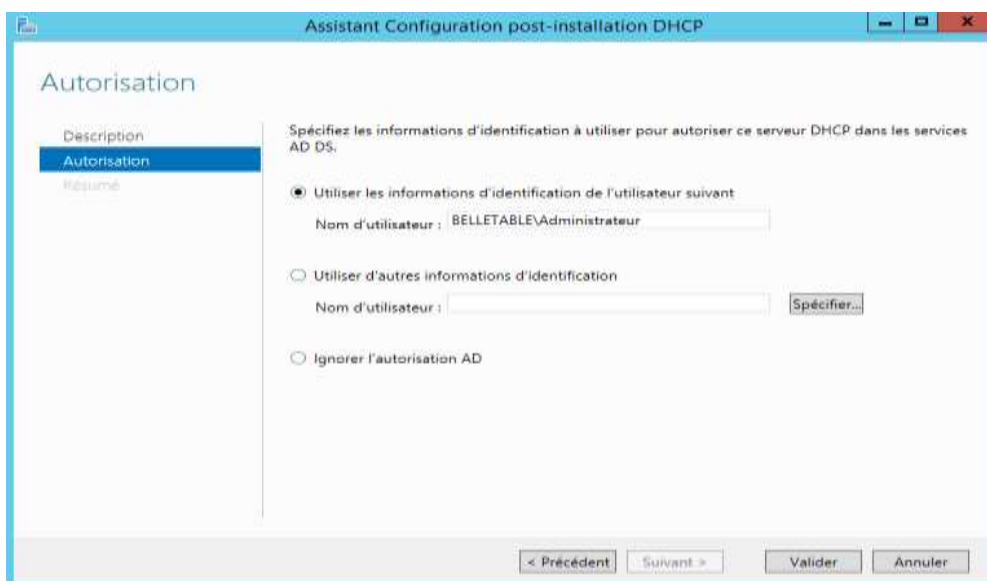 Assistant Configuration post-installation DHCP
Autorisation
Description
Autorisation
Résumé
Spécifiez les informations d'identification à utiliser pour autoriser ce serveur DHCP dans les services
AD DS.
Utiliser les informations d'identification de l'utilisateur suivant
Nom d'utilisateur : BELLETABLE\Administrateur
Utiliser d'autres informations d'identification
Nom d'utilisateur : Spécifier...
Ignorer l'autorisation AD
< Précédent Suivant > Valider Annuler